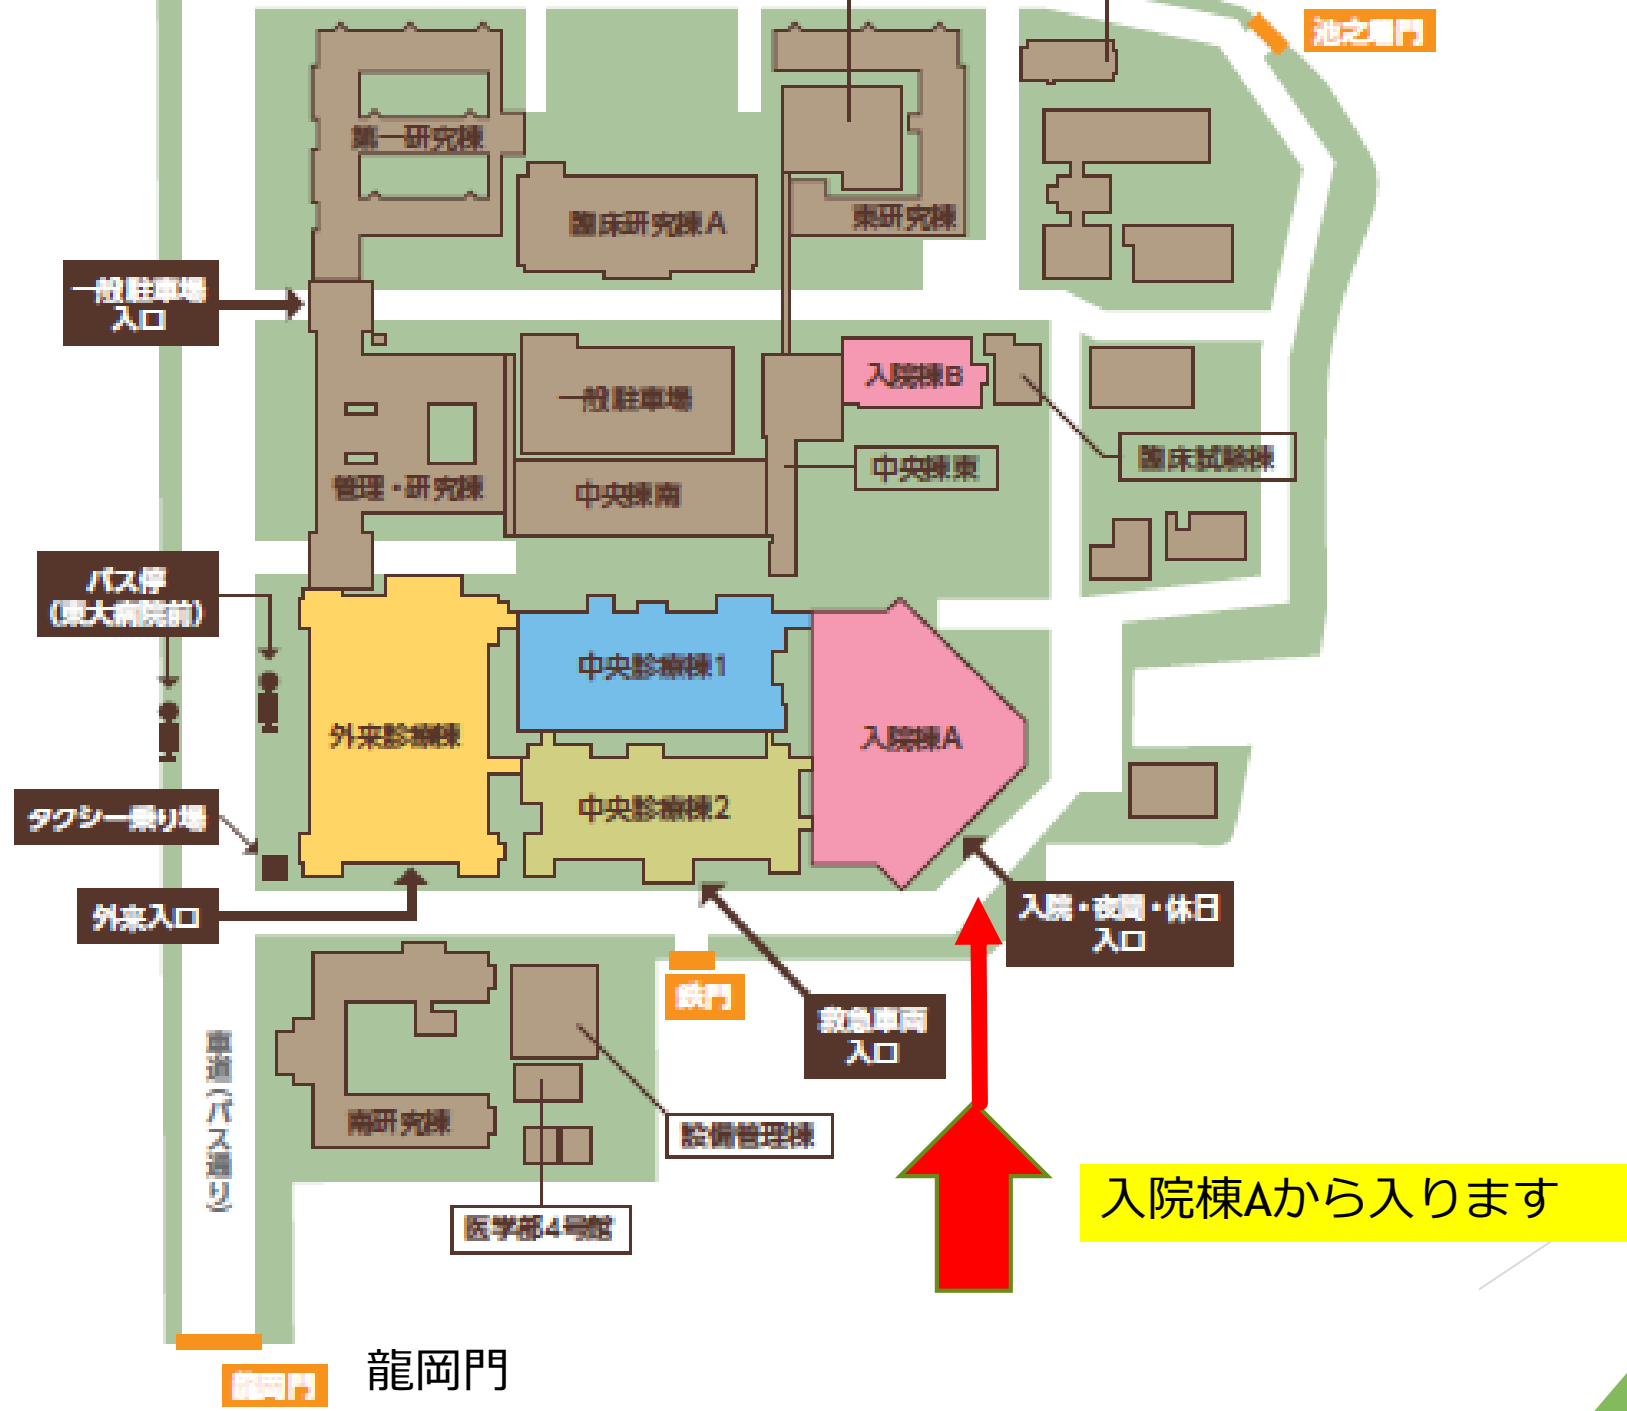 池之端門
第一研究棟
臨床研究棟A
東研究棟
一般駐車場
入口
入院棟B
一般駐車場
中央棟東
臨床試験棟
管理・研究棟
中央棟南
バス停
(東大病院前)
中央診療棟1
外来診療棟
入院棟A
中央診療棟2
タクシー乗り場
外来入口
入院・夜間・休日
入口
鉄門
救急車両
入口
車道(バス通り)
南研究棟
設備管理棟
入院棟Aから入ります
医学部4号館
龍岡門
龍岡門